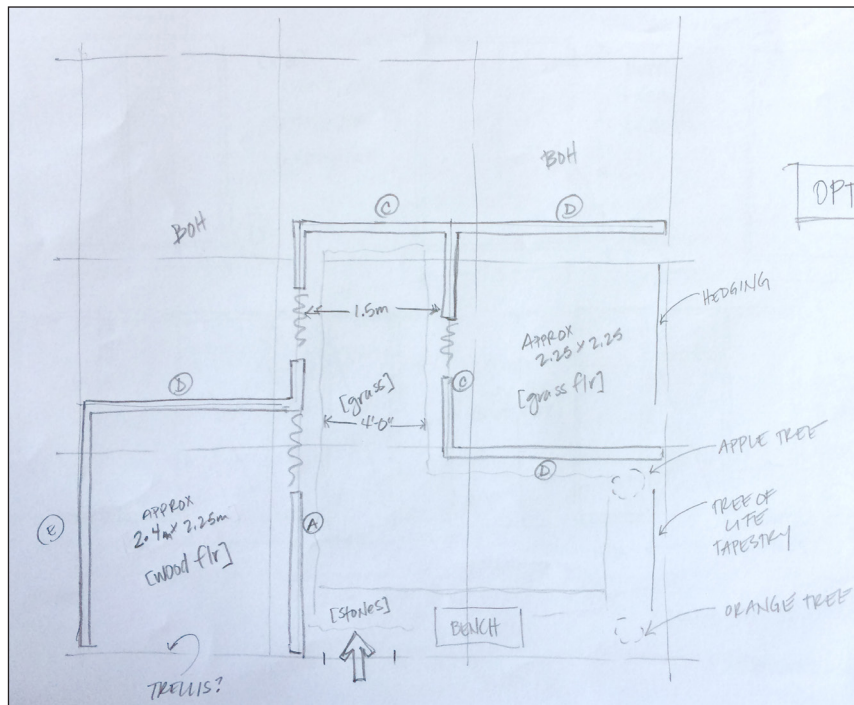 BOH
OPT
C
D
BOH
HEDGING
1.5m
APPROX
2.25 x 2.25
[grass flr]
D
C
[grass]
4'-0"
APPLE TREE
D
APPROX
2.4m x 2.25m
[wood flr]
E
A
TREE OF
LIFE
TAPESTRY
[stones]
BENCH
ORANGE TREE
TRELLIS?